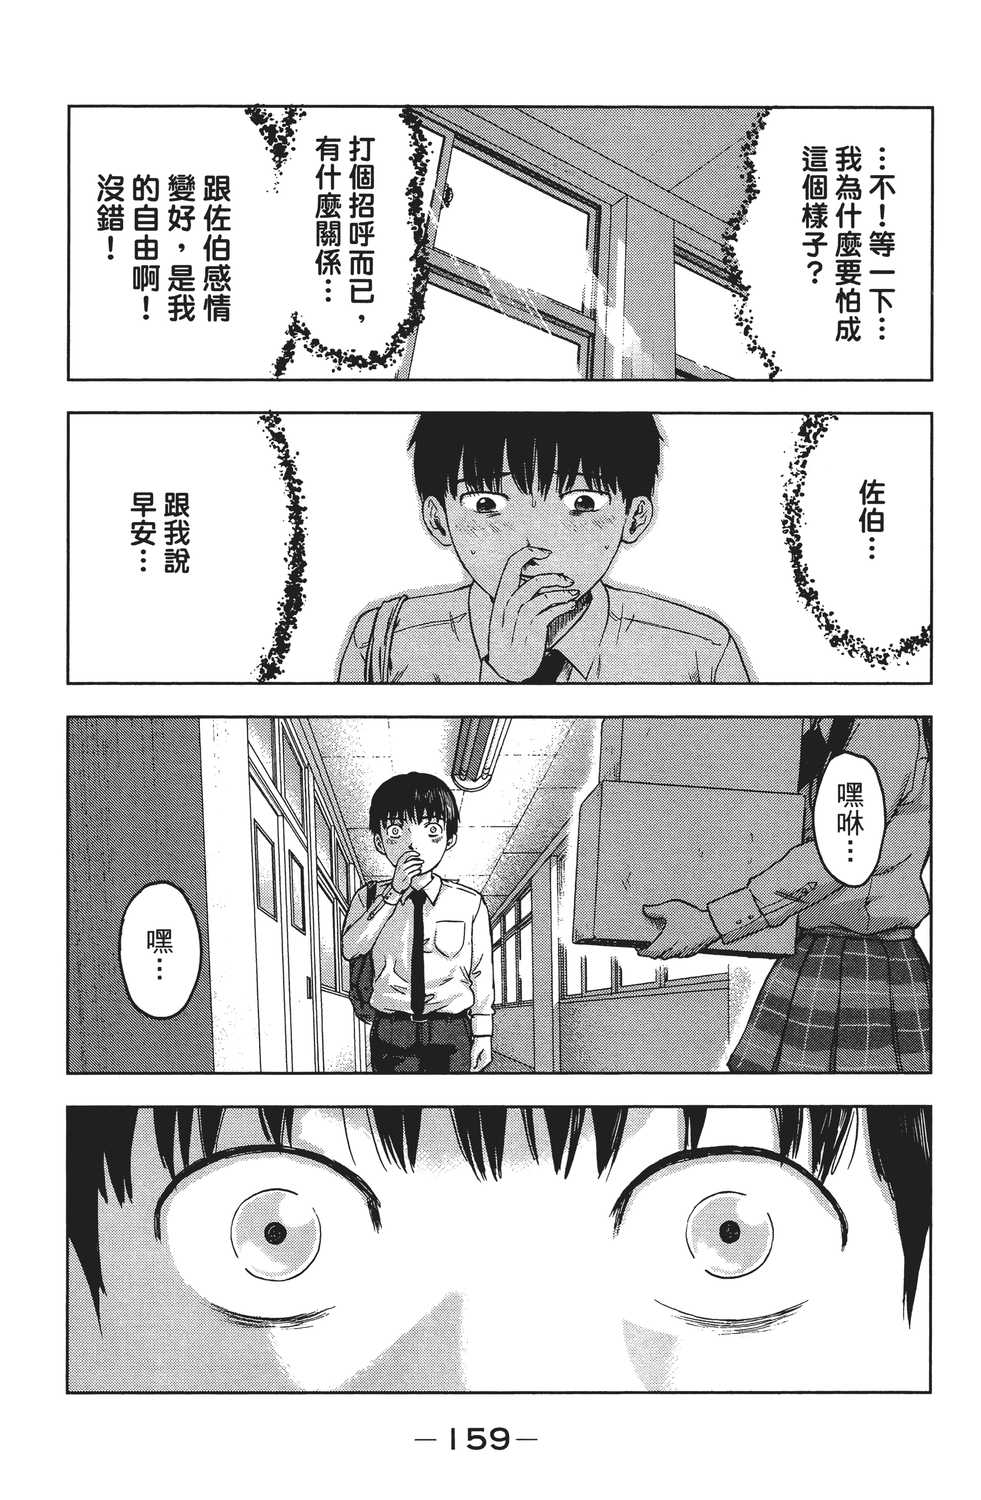 …不！等一下…
我為什麼要怕成
這個樣子？
打個招呼而已，
有什麼關係…
跟佐伯感情
變好，是我
的自由啊！
沒錯！
佐伯…
跟我說
早安…
嘿咻…
嘿…
－159－